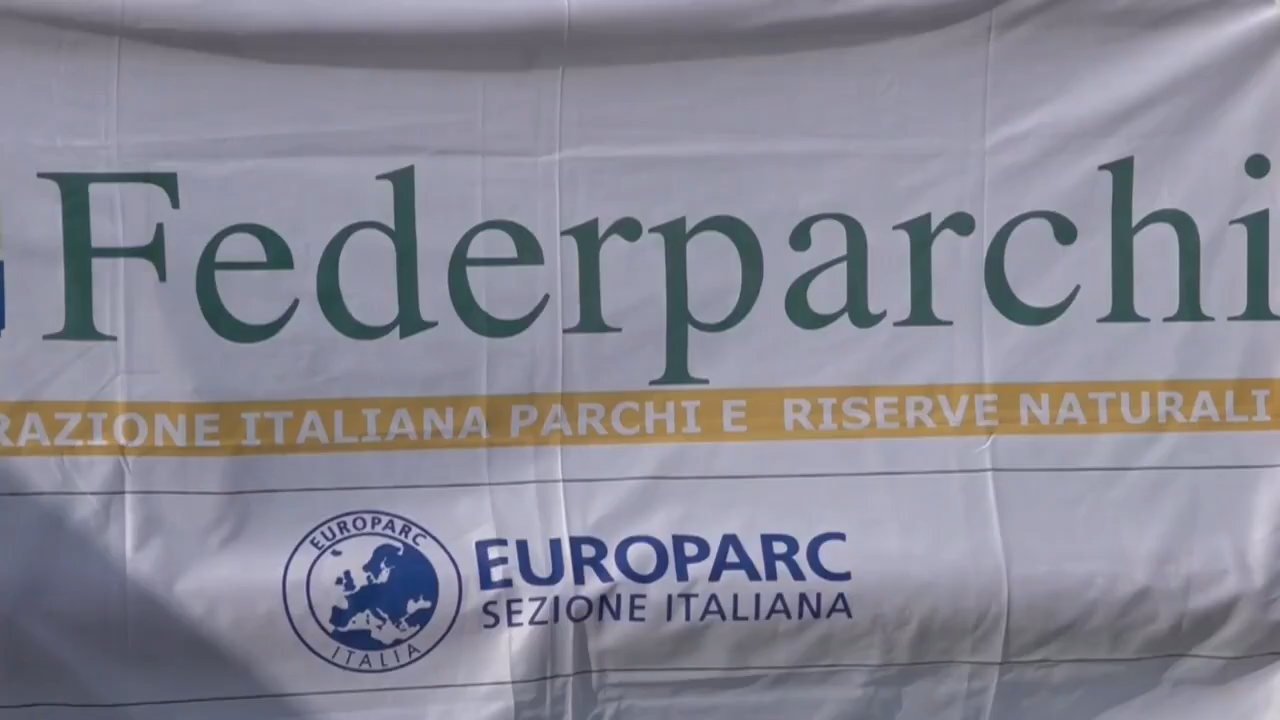 Federparchi
RAZIONE ITALIANA PARCHI E RISERVE NATURALI
EUROPARC
ITALIA
EUROPARC
SEZIONE ITALIANA